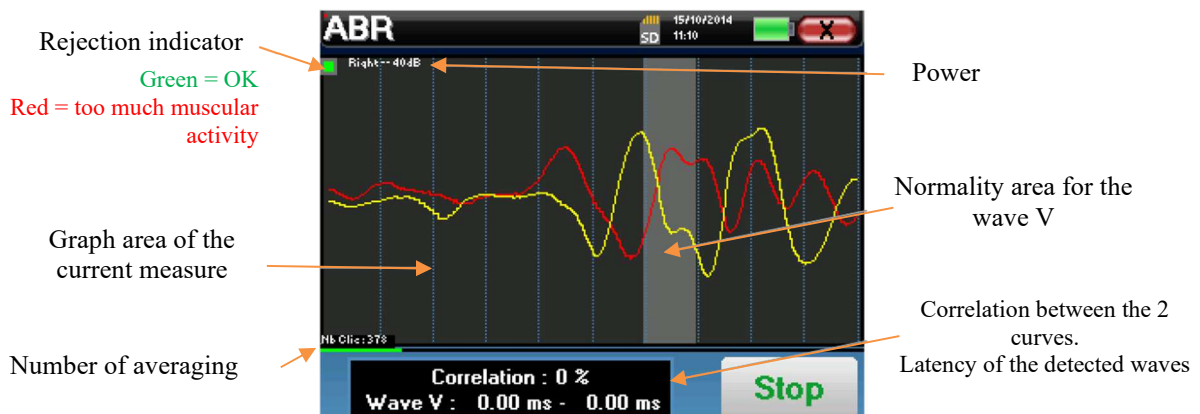 ABR
SD
15/10/2014
11:10
X
Rejection indicator
Green = OK
Red = too much muscular
activity
Right -- 40dB
Power
Normality area for the
wave V
Graph area of the
current measure
Nb Clic:378
Number of averaging
Correlation between the 2
curves.
Latency of the detected waves
Correlation : 0 %
Wave V : 0.00 ms - 0.00 ms
Stop